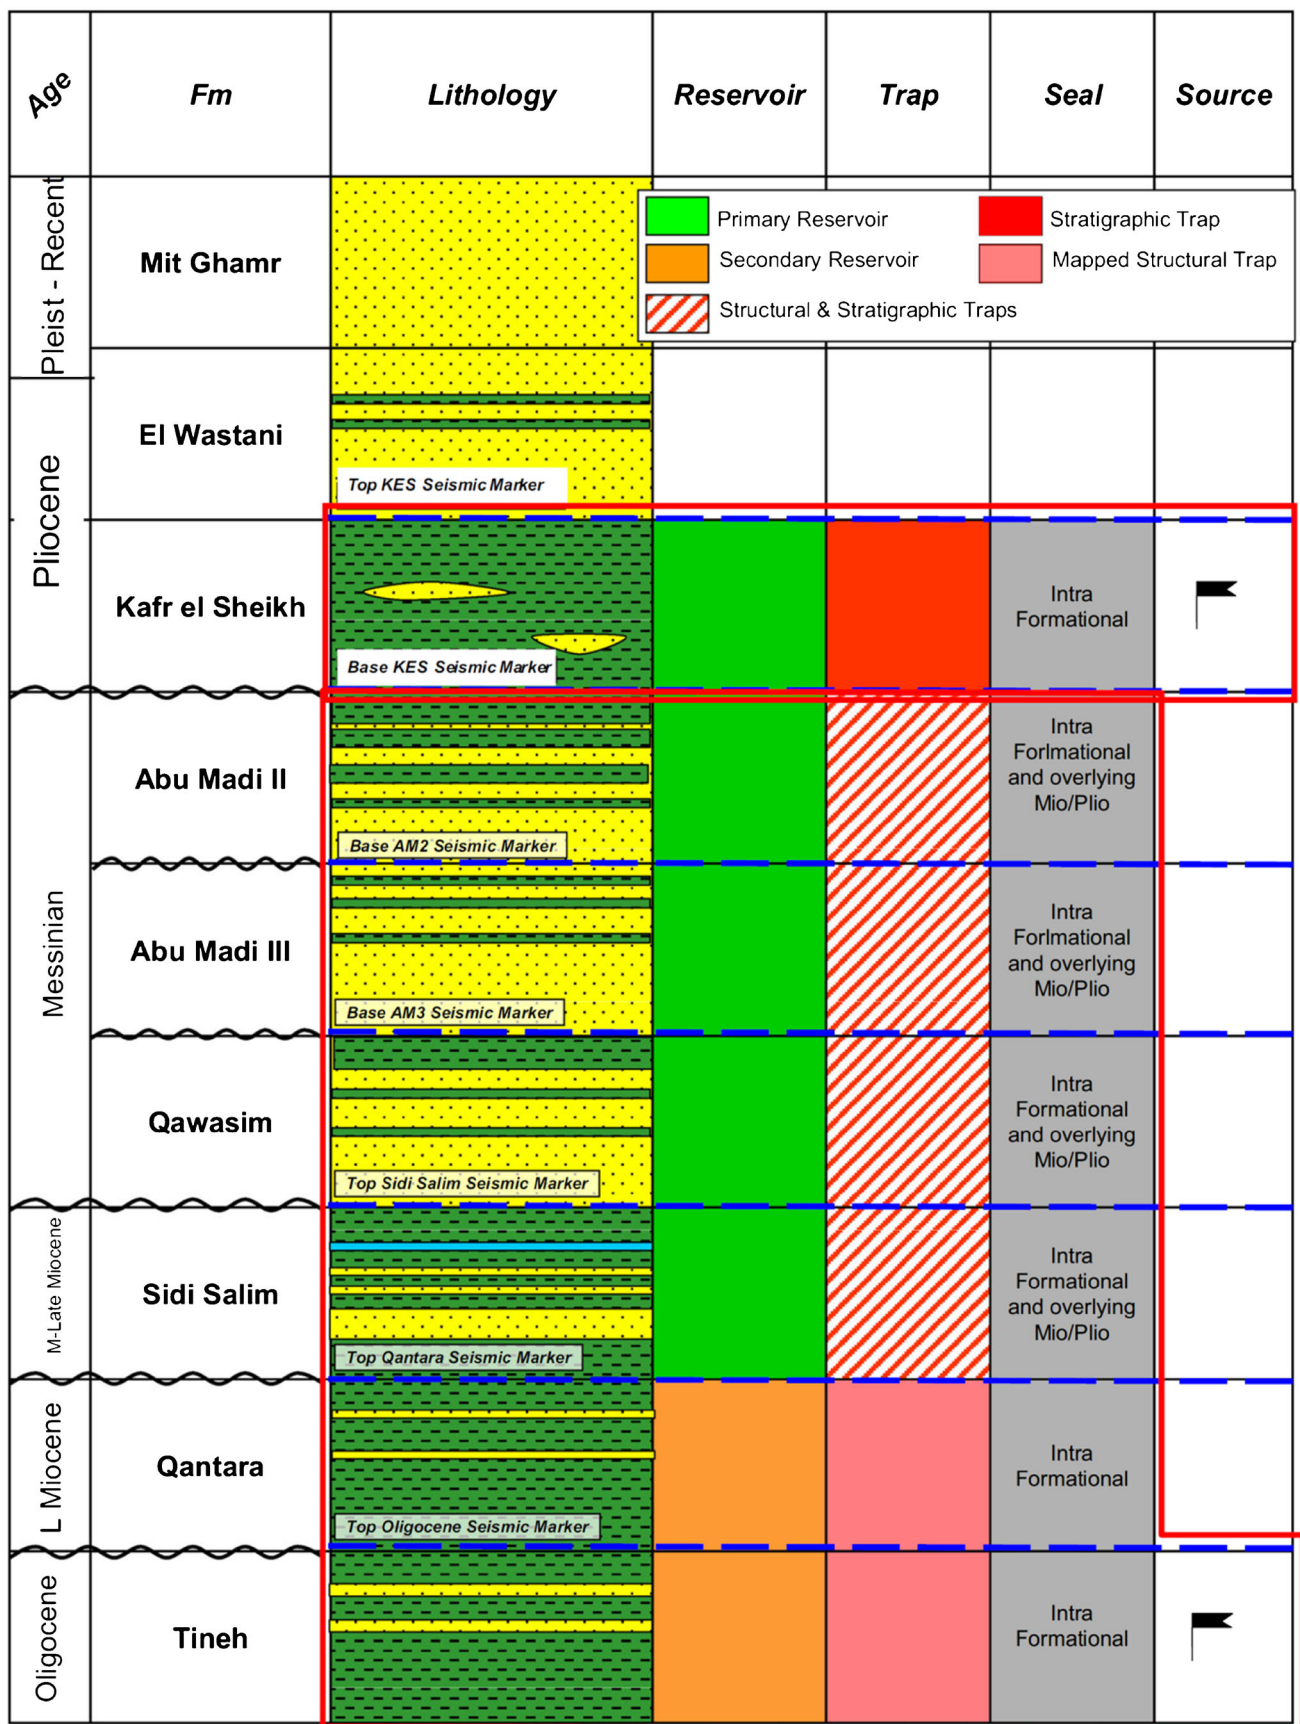 Age
Fm
Lithology
Reservoir
Trap
Seal
Source
Pleist - Recent
Mit Ghamr
Primary Reservoir
Stratigraphic Trap
Secondary Reservoir
Mapped Structural Trap
Structural & Stratigraphic Traps
Pliocene
El Wastani
Top KES Seismic Marker
Kafr el Sheikh
Base KES Seismic Marker
Intra
Formational
Messinian
Abu Madi II
Base AM2 Seismic Marker
Intra
Forlmational
and overlying
Mio/Plio
Abu Madi III
Base AM3 Seismic Marker
Intra
Forlmational
and overlying
Mio/Plio
Qawasim
Top Sidi Salim Seismic Marker
Intra
Formational
and overlying
Mio/Plio
M-Late Miocene
Sidi Salim
Top Qantara Seismic Marker
Intra
Formational
and overlying
Mio/Plio
L Miocene
Qantara
Top Oligocene Seismic Marker
Intra
Formational
Oligocene
Tineh
Intra
Formational